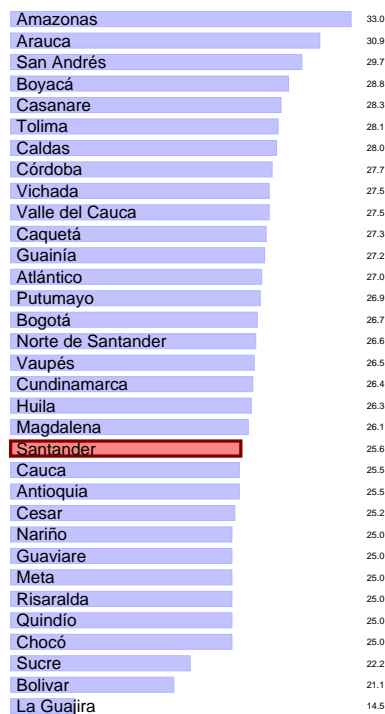 Amazonas 33.0
Arauca 30.9
San Andrés 29.7
Boyacá 28.8
Casanare 28.3
Tolima 28.1
Caldas 28.0
Córdoba 27.7
Vichada 27.5
Valle del Cauca 27.5
Caquetá 27.3
Guainía 27.2
Atlántico 27.0
Putumayo 26.9
Bogotá 26.7
Norte de Santander 26.6
Vaupés 26.5
Cundinamarca 26.4
Huila 26.3
Magdalena 26.1
Santander 25.6
Cauca 25.5
Antioquia 25.5
Cesar 25.2
Nariño 25.0
Guaviare 25.0
Meta 25.0
Risaralda 25.0
Quindío 25.0
Chocó 25.0
Sucre 22.2
Bolivar 21.1
La Guajira 14.5